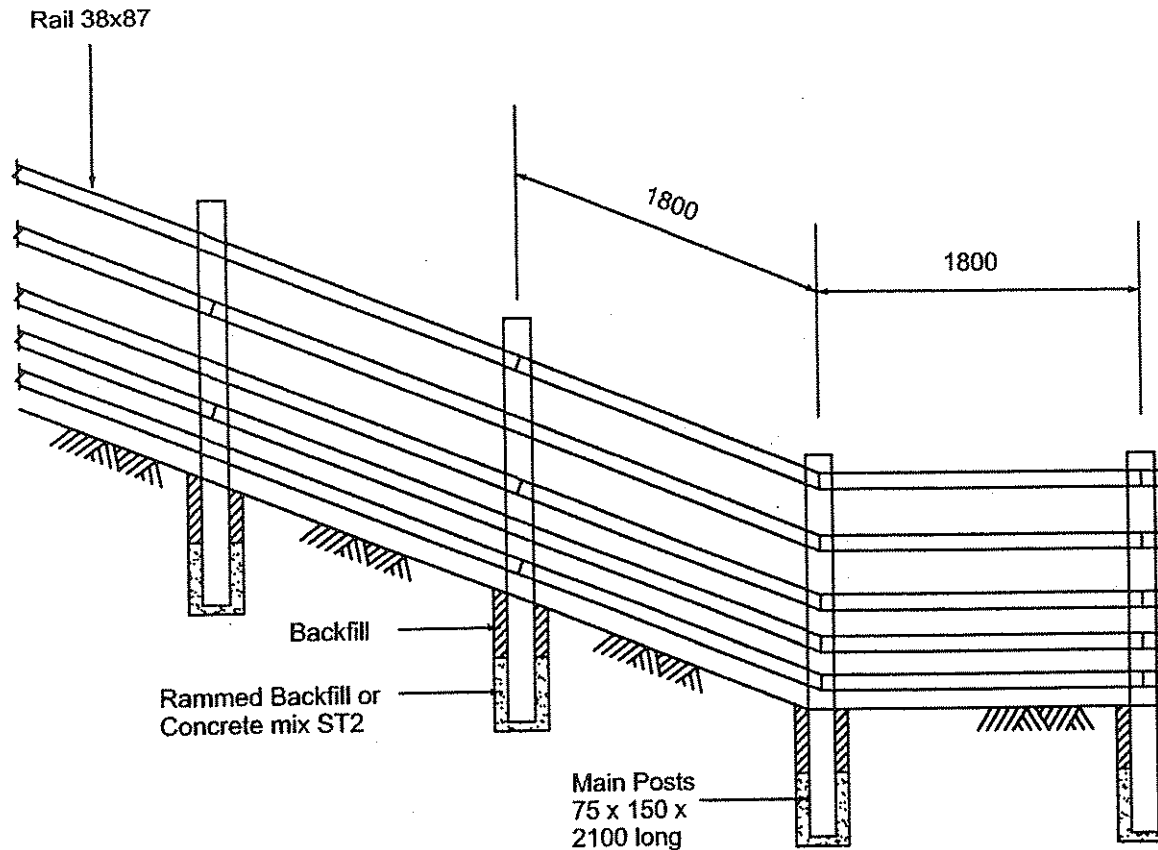 Rail 38x87
1800
1800
Backfill
Rammed Backfill or
Concrete mix ST2
Main Posts
75 x 150 x
2100 long